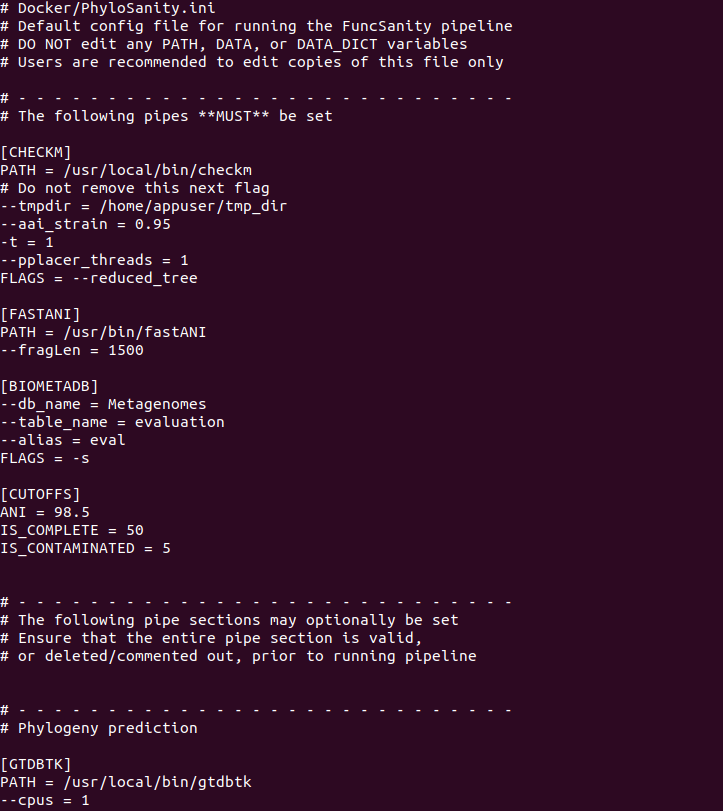 # Docker/PhyloSanity.ini
# Default config file for running the FuncSanity pipeline
# DO NOT edit any PATH, DATA, or DATA_DICT variables
# Users are recommended to edit copies of this file only
# - - - - - - - - - - - - - - - - - - - - - - - - - - - -
# The following pipes **MUST** be set
[CHECKM]
PATH = /usr/local/bin/checkm
# Do not remove this next flag
--tmpdir = /home/appuser/tmp_dir
--aai_strain = 0.95
-t = 1
--pplacer_threads = 1
FLAGS = --reduced_tree
[FASTANI]
PATH = /usr/bin/fastANI
--fragLen = 1500
[BIOMETADB]
--db_name = Metagenomes
--table_name = evaluation
--alias = eval
FLAGS = -s
[CUTOFFS]
ANI = 98.5
IS_COMPLETE = 50
IS_CONTAMINATED = 5
# - - - - - - - - - - - - - - - - - - - - - - - - - - - -
# The following pipe sections may optionally be set
# Ensure that the entire pipe section is valid,
# or deleted/commented out, prior to running pipeline
# - - - - - - - - - - - - - - - - - - - - - - - - - - - -
# Phylogeny prediction
[GTDBTK]
PATH = /usr/local/bin/gtdbtk
--cpus = 1